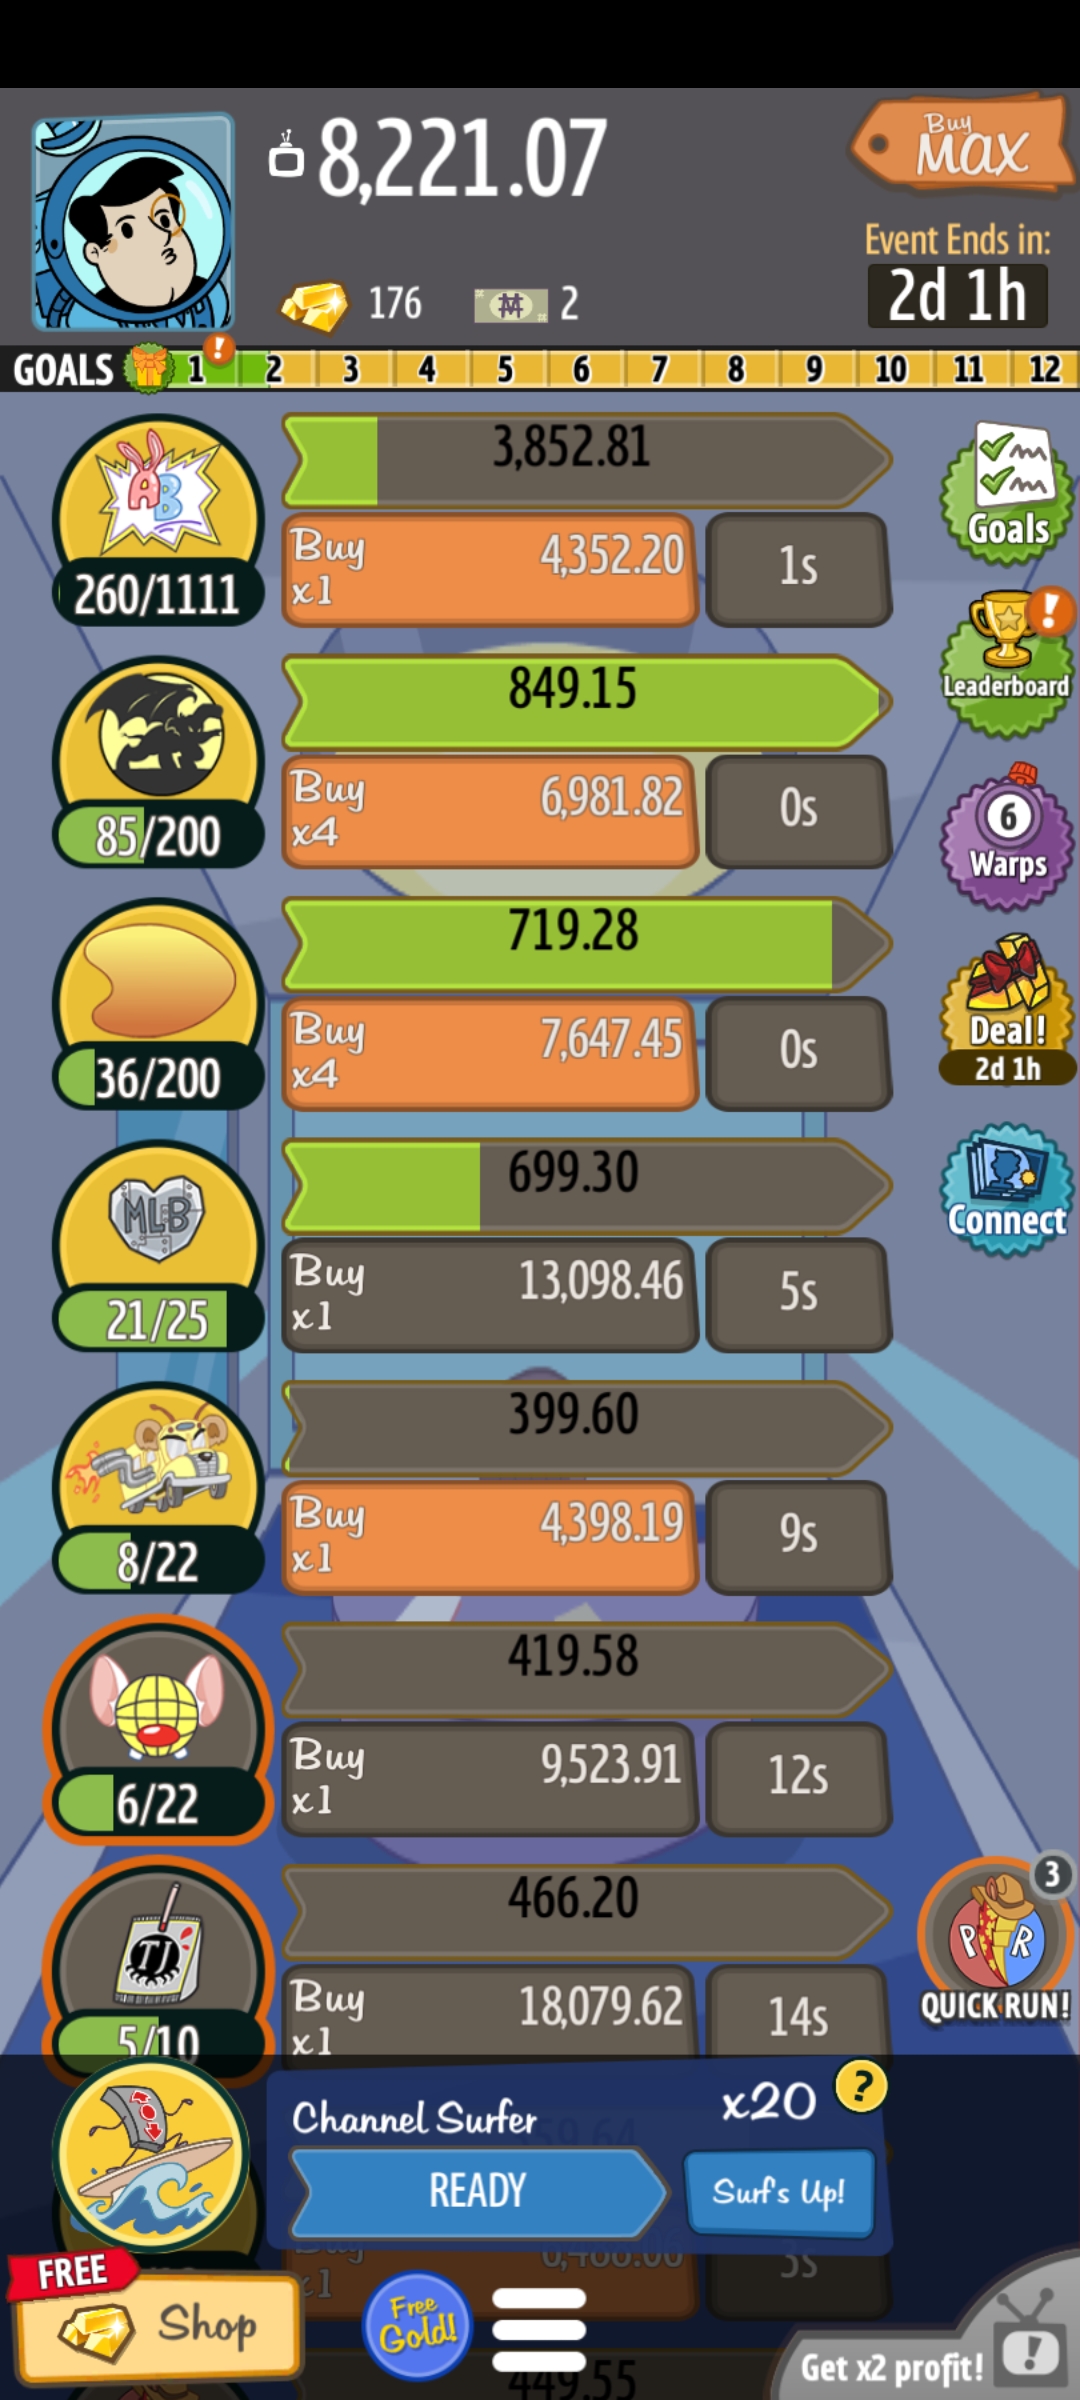 8,221.07
Buy
MAX
Event Ends in:
2d 1h
176
2
GOALS 1 ! 2 3 4 5 6 7 8 9 10 11 12
AB
260/1111
3,852.81
Buy
x1
4,352.20
1s
Goals
85/200
849.15
Buy
x4
6,981.82
0s
!
Leaderboard
6
Warps
36/200
719.28
Buy
x4
7,647.45
0s
Deal!
2d 1h
MLB
21/25
699.30
Buy
x1
13,098.46
5s
Connect
8/22
399.60
Buy
x1
4,398.19
9s
6/22
419.58
Buy
x1
9,523.91
12s
TJ
5/10
466.20
Buy
x1
18,079.62
14s
3
P R
QUICK RUN!
Channel Surfer
x20
?
READY
Surf's Up!
x1
3s
FREE
Shop
Free
Gold!
449.55
Get x2 profit!
!